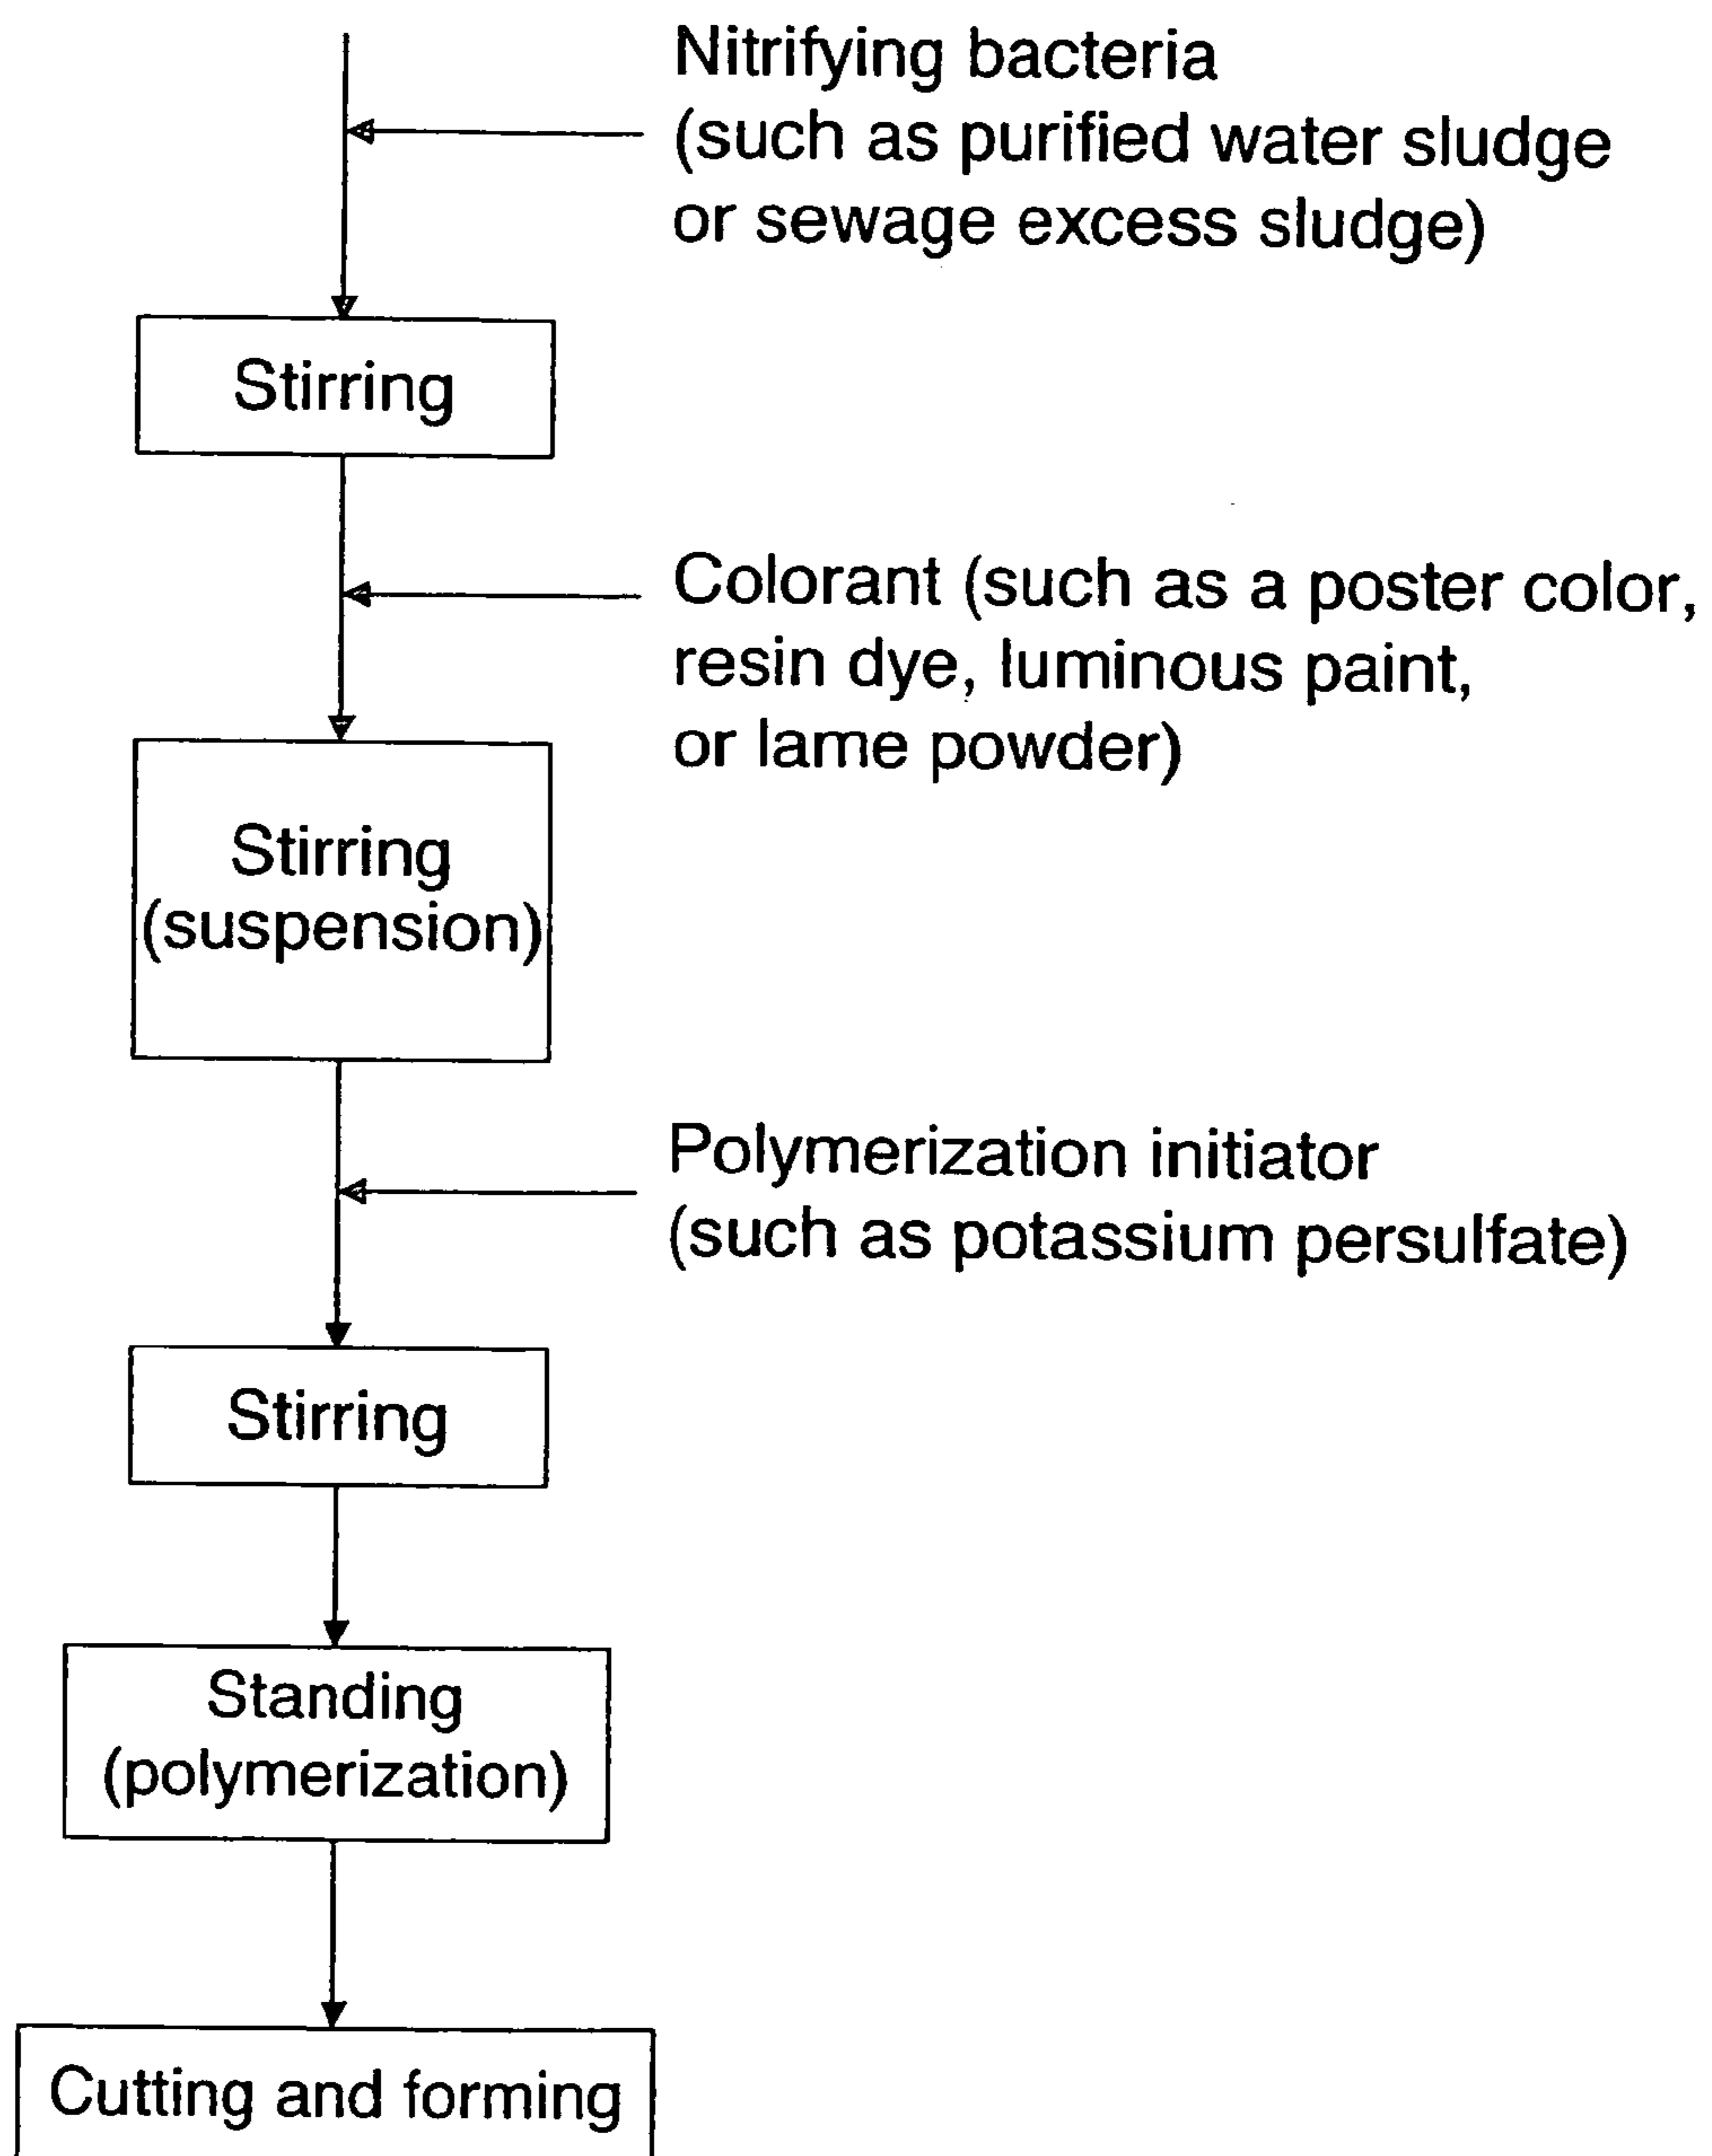 Nitrifying bacteria
(such as purified water sludge
or sewage excess sludge)
Stirring
Colorant (such as a poster color,
resin dye, luminous paint,
or lame powder)
Stirring
(suspension)
Polymerization initiator
(such as potassium persulfate)
Stirring
Standing
(polymerization)
Cutting and forming